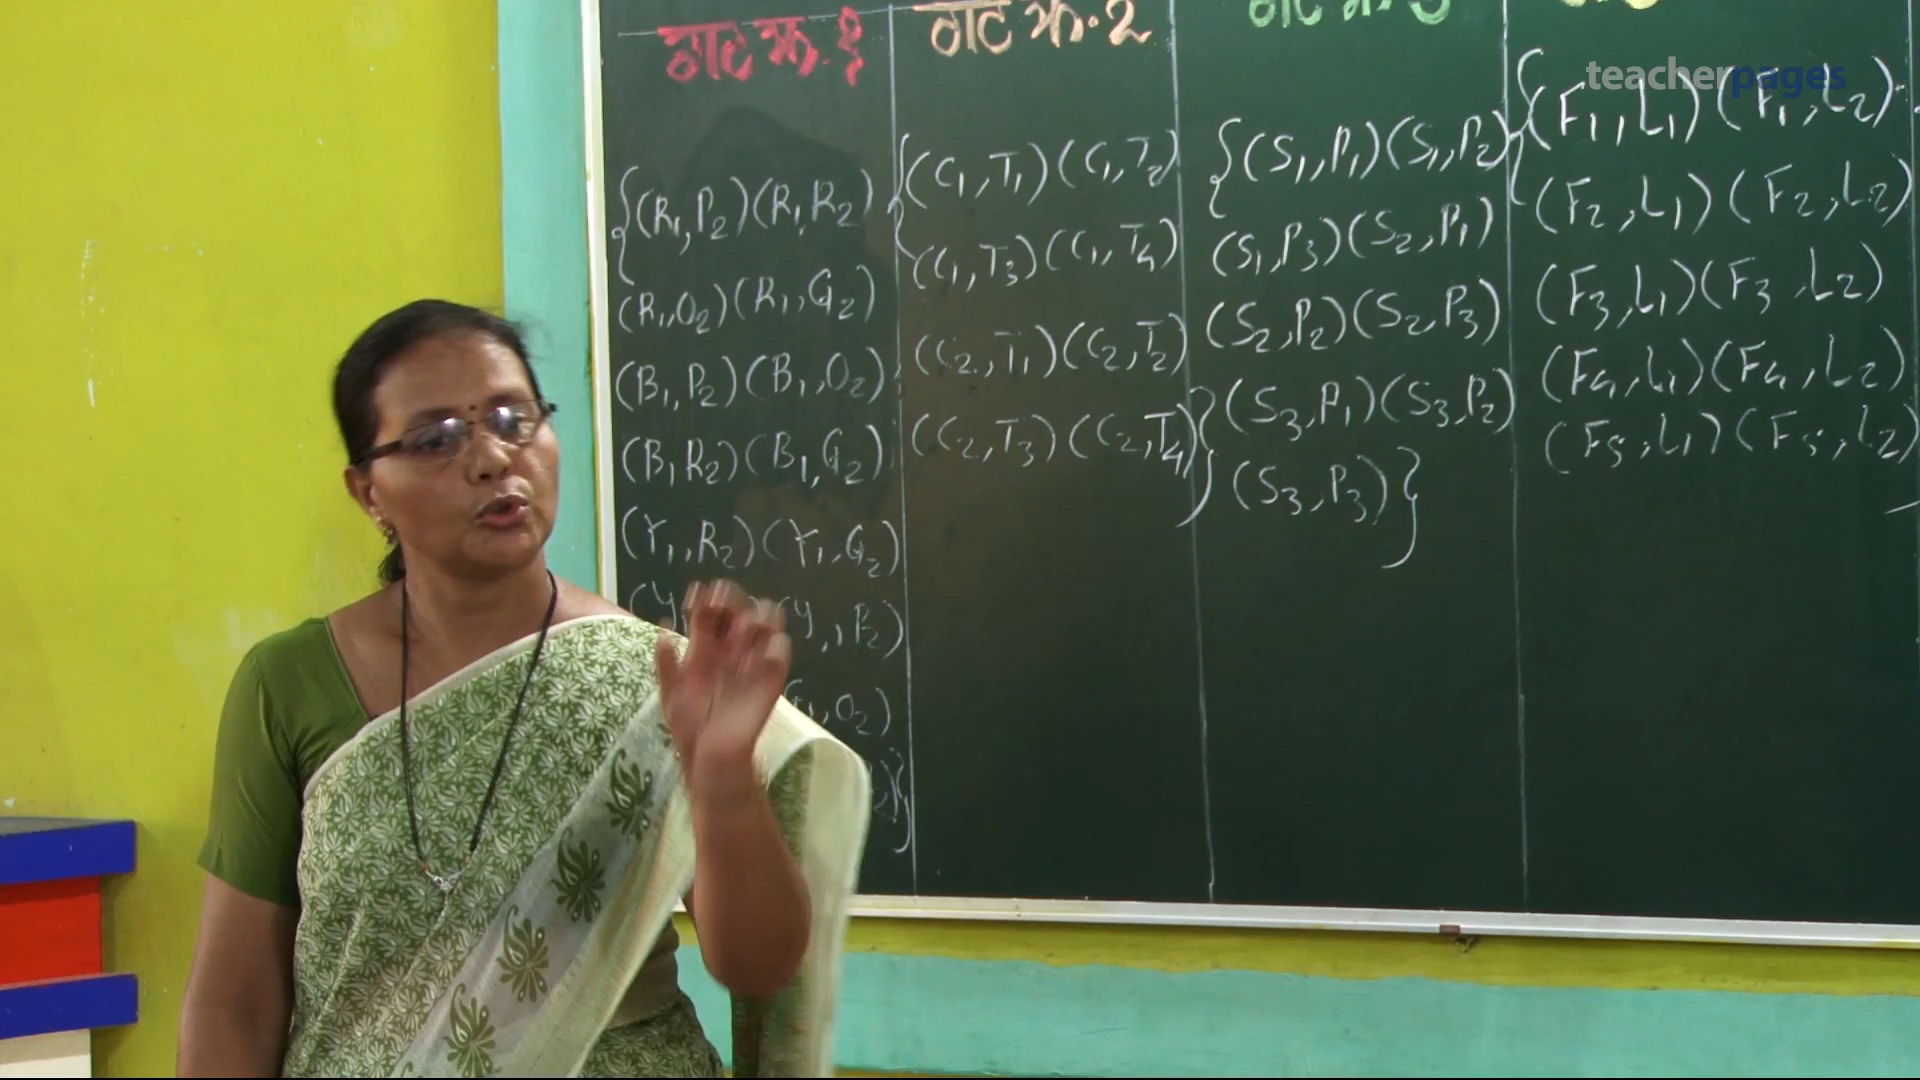 गट क्र. १
{(R1, P2)(R1, R2)
(R1, O2)(R1, G2)
(B1, P2)(B1, O2)
(B1 R2)(B1, G2)
(Y1, R2)(Y1, G2)
, P2)
, O2)
गट क्र. 2
{(C1, T1)(C1, T2)
(C1, T3)(C1, T4)
(C2, T1)(C2, T2)
(C2, T3)(C2, T4)}
गट क्र. 3
{(S1, P1)(S1, P2)
(S1, P3)(S2, P1)
(S2, P2)(S2, P3)
(S3, P1)(S3, P2)
(S3, P3)}
{(F1, L1)(F1, L2)
(F2, L1)(F2, L2)
(F3, L1)(F3, L2)
(F4, L1)(F4, L2)
(F5, L1)(F5, L2)
teacherpages